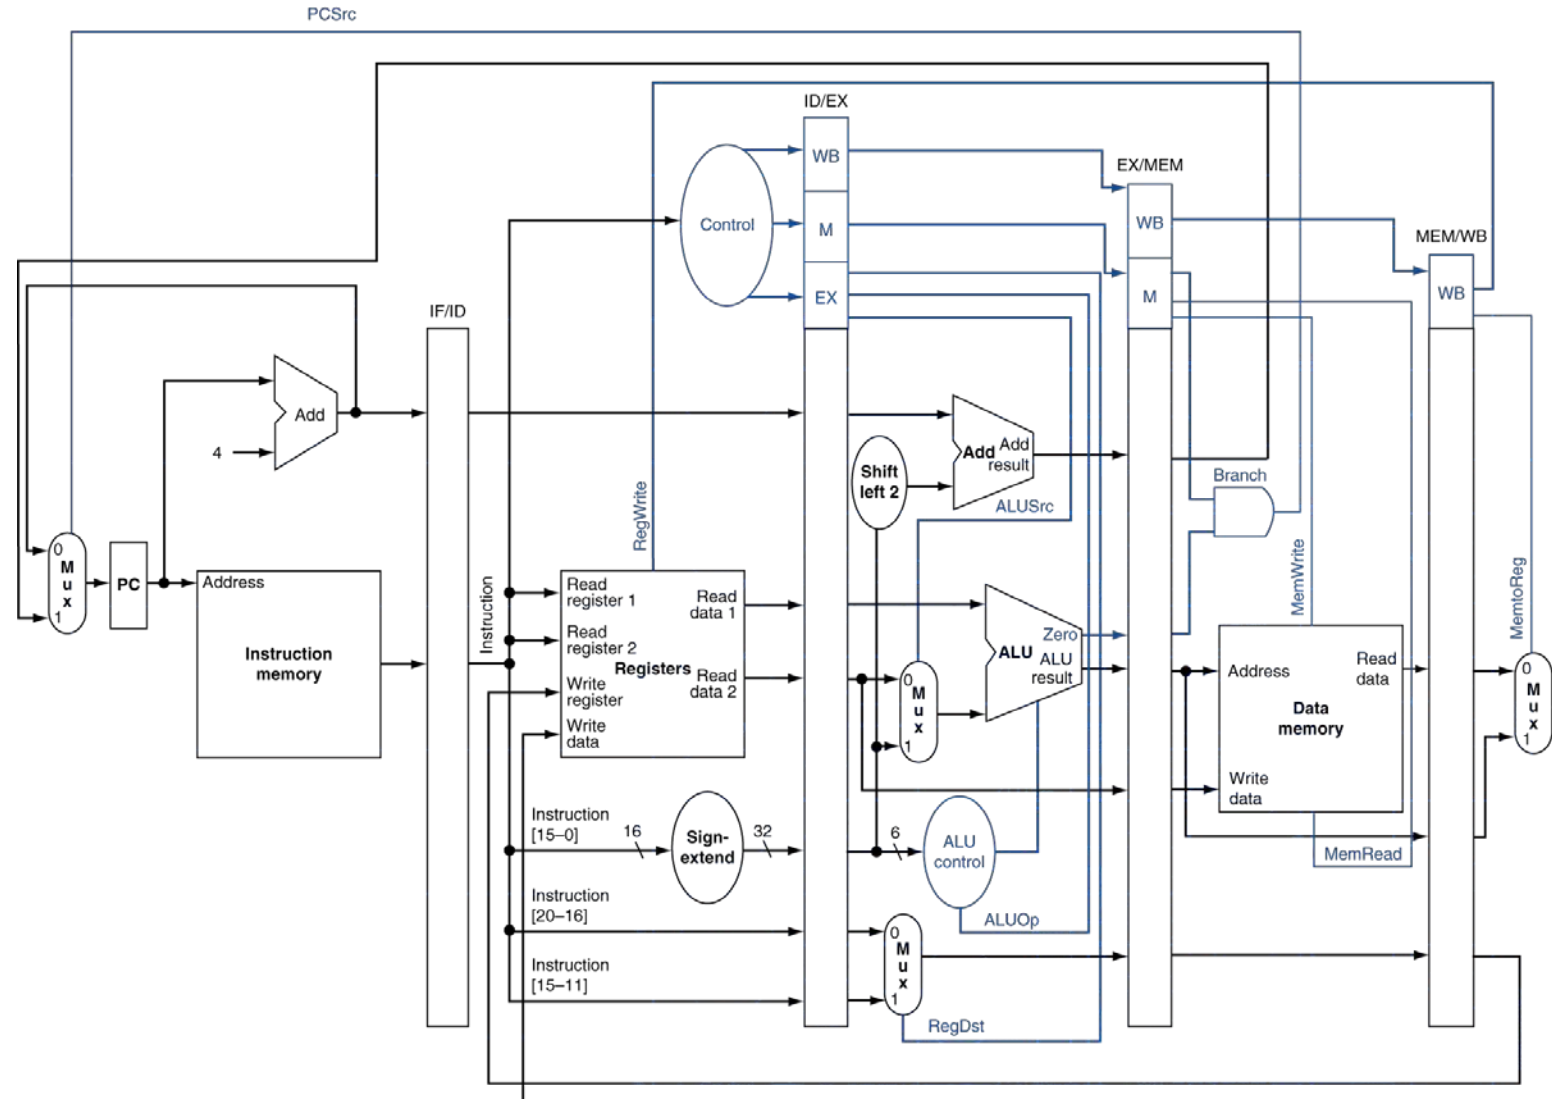 PCSrc
ID/EX
WB
EX/MEM
Control
M
WB
MEM/WB
EX
M
WB
IF/ID
Add
4
Add
Add
result
Shift
left 2
ALUSrc
Branch
RegWrite
MemWrite
MemtoReg
0
M
u
x
1
PC
Address
Instruction
memory
Instruction
Read
register 1
Read
register 2
Write
register
Write
data
Registers
Read
data 1
Read
data 2
0
M
u
x
1
Zero
ALU
ALU
result
Address
Read
data
Data
memory
Write
data
0
M
u
x
1
Instruction
[15–0]
16
Sign-
extend
32
6
ALU
control
MemRead
Instruction
[20–16]
ALUOp
0
M
u
x
1
Instruction
[15–11]
RegDst